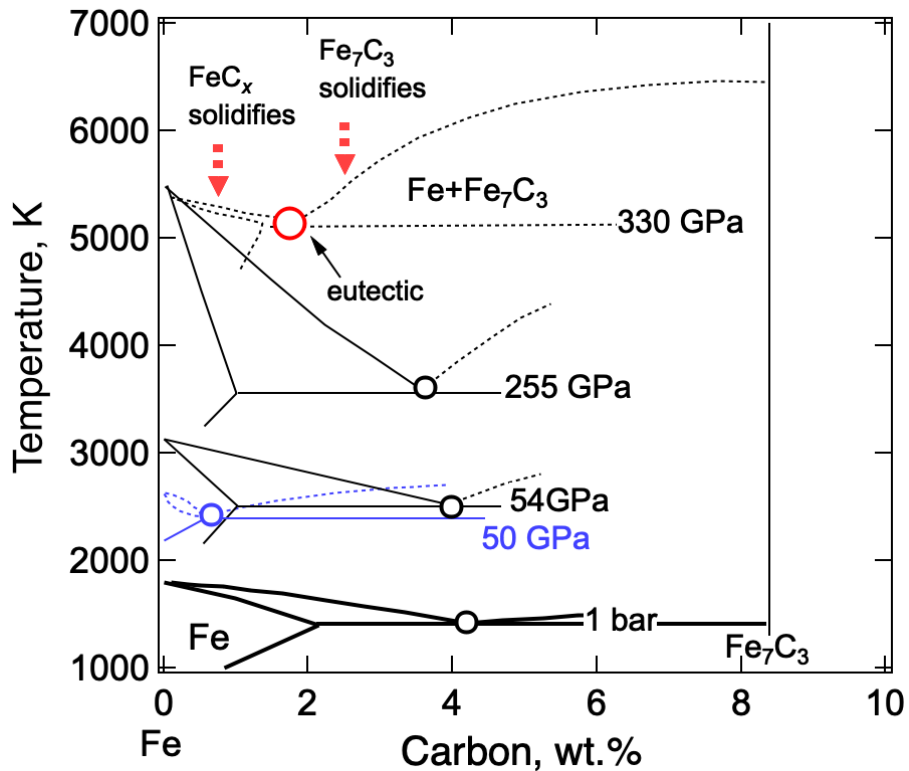 7000
6000
5000
4000
3000
2000
1000
Temperature, K
FeCₓ
solidifies
Fe₇C₃
solidifies
Fe+Fe₇C₃
330 GPa
eutectic
255 GPa
54GPa
50 GPa
1 bar
Fe
Fe₇C₃
0
2
4
6
8
10
Fe
Carbon, wt.%